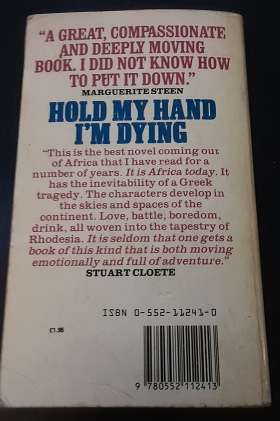 "A GREAT, COMPASSIONATE
AND DEEPLY MOVING
BOOK. I DID NOT KNOW HOW
TO PUT IT DOWN."
MARGUERITE STEEN
HOLD MY HAND
I'M DYING
"This is the best novel coming out
of Africa that I have read for a
number of years. It is Africa today. It
has the inevitability of a Greek
tragedy. The characters develop in
the skies and spaces of the
continent. Love, battle, boredom,
drink, all woven into the tapestry of
Rhodesia. It is seldom that one gets a
book of this kind that is both moving
emotionally and full of adventure."
STUART CLOETE
ISBN 0-552-11241-0
£1.95
9 780552 112413